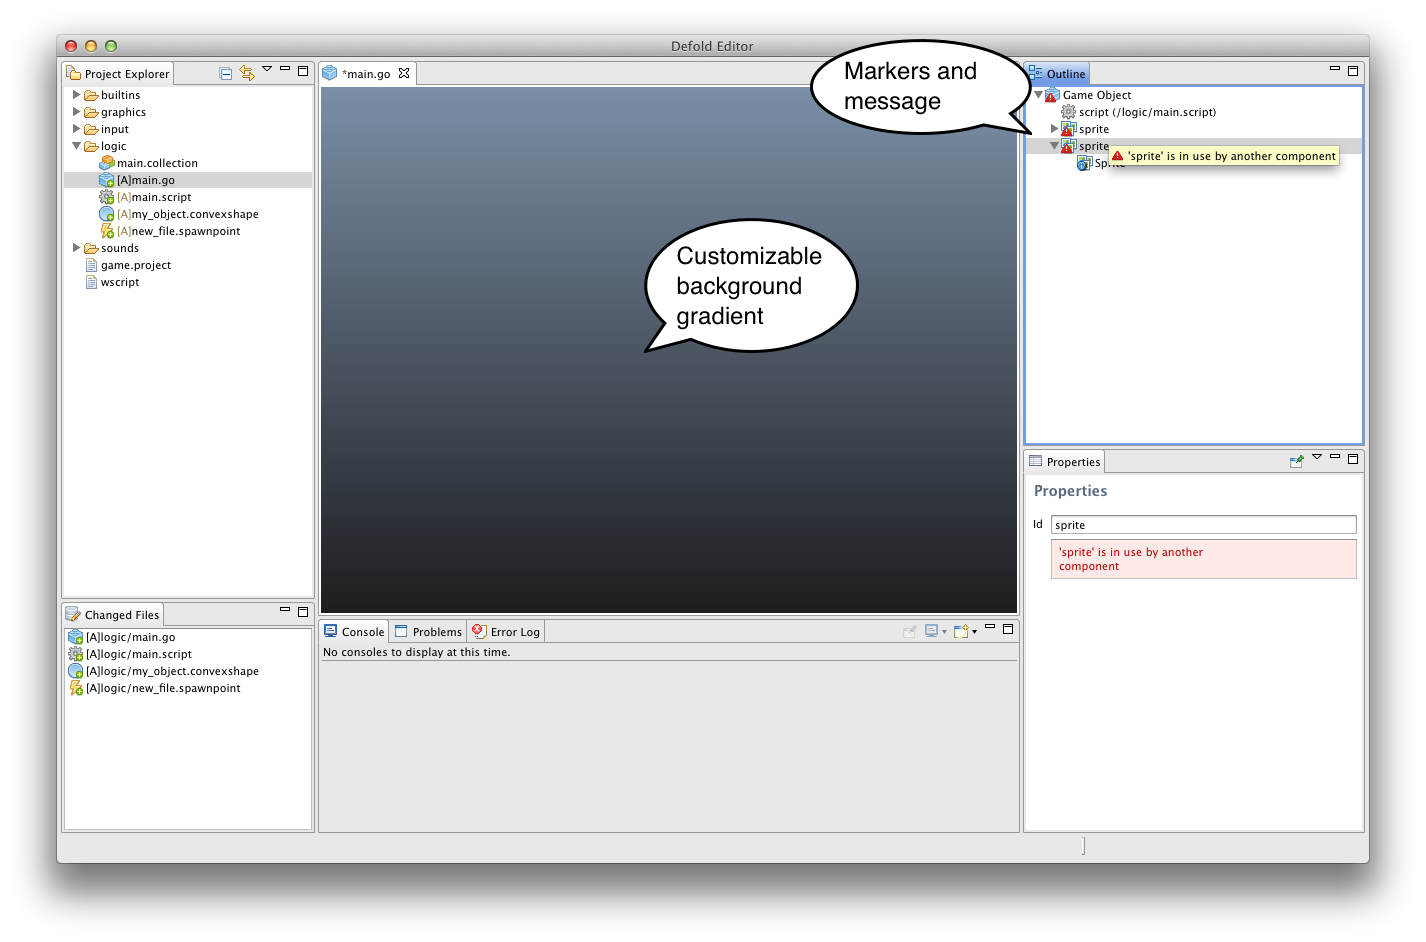 Defold Editor
Project Explorer
builtins
graphics
input
logic
main.collection
[A]main.go
[A]main.script
[A]my_object.convexshape
[A]new_file.spawnpoint
sounds
game.project
wscript
Changed Files
[A]logic/main.go
[A]logic/main.script
[A]logic/my_object.convexshape
[A]logic/new_file.spawnpoint
*main.go
Markers and
message
Customizable
background
gradient
Console
Problems
Error Log
No consoles to display at this time.
Outline
Game Object
script (/logic/main.script)
sprite
sprite
'sprite' is in use by another component
Sprite
Properties
Properties
Id
sprite
'sprite' is in use by another
component